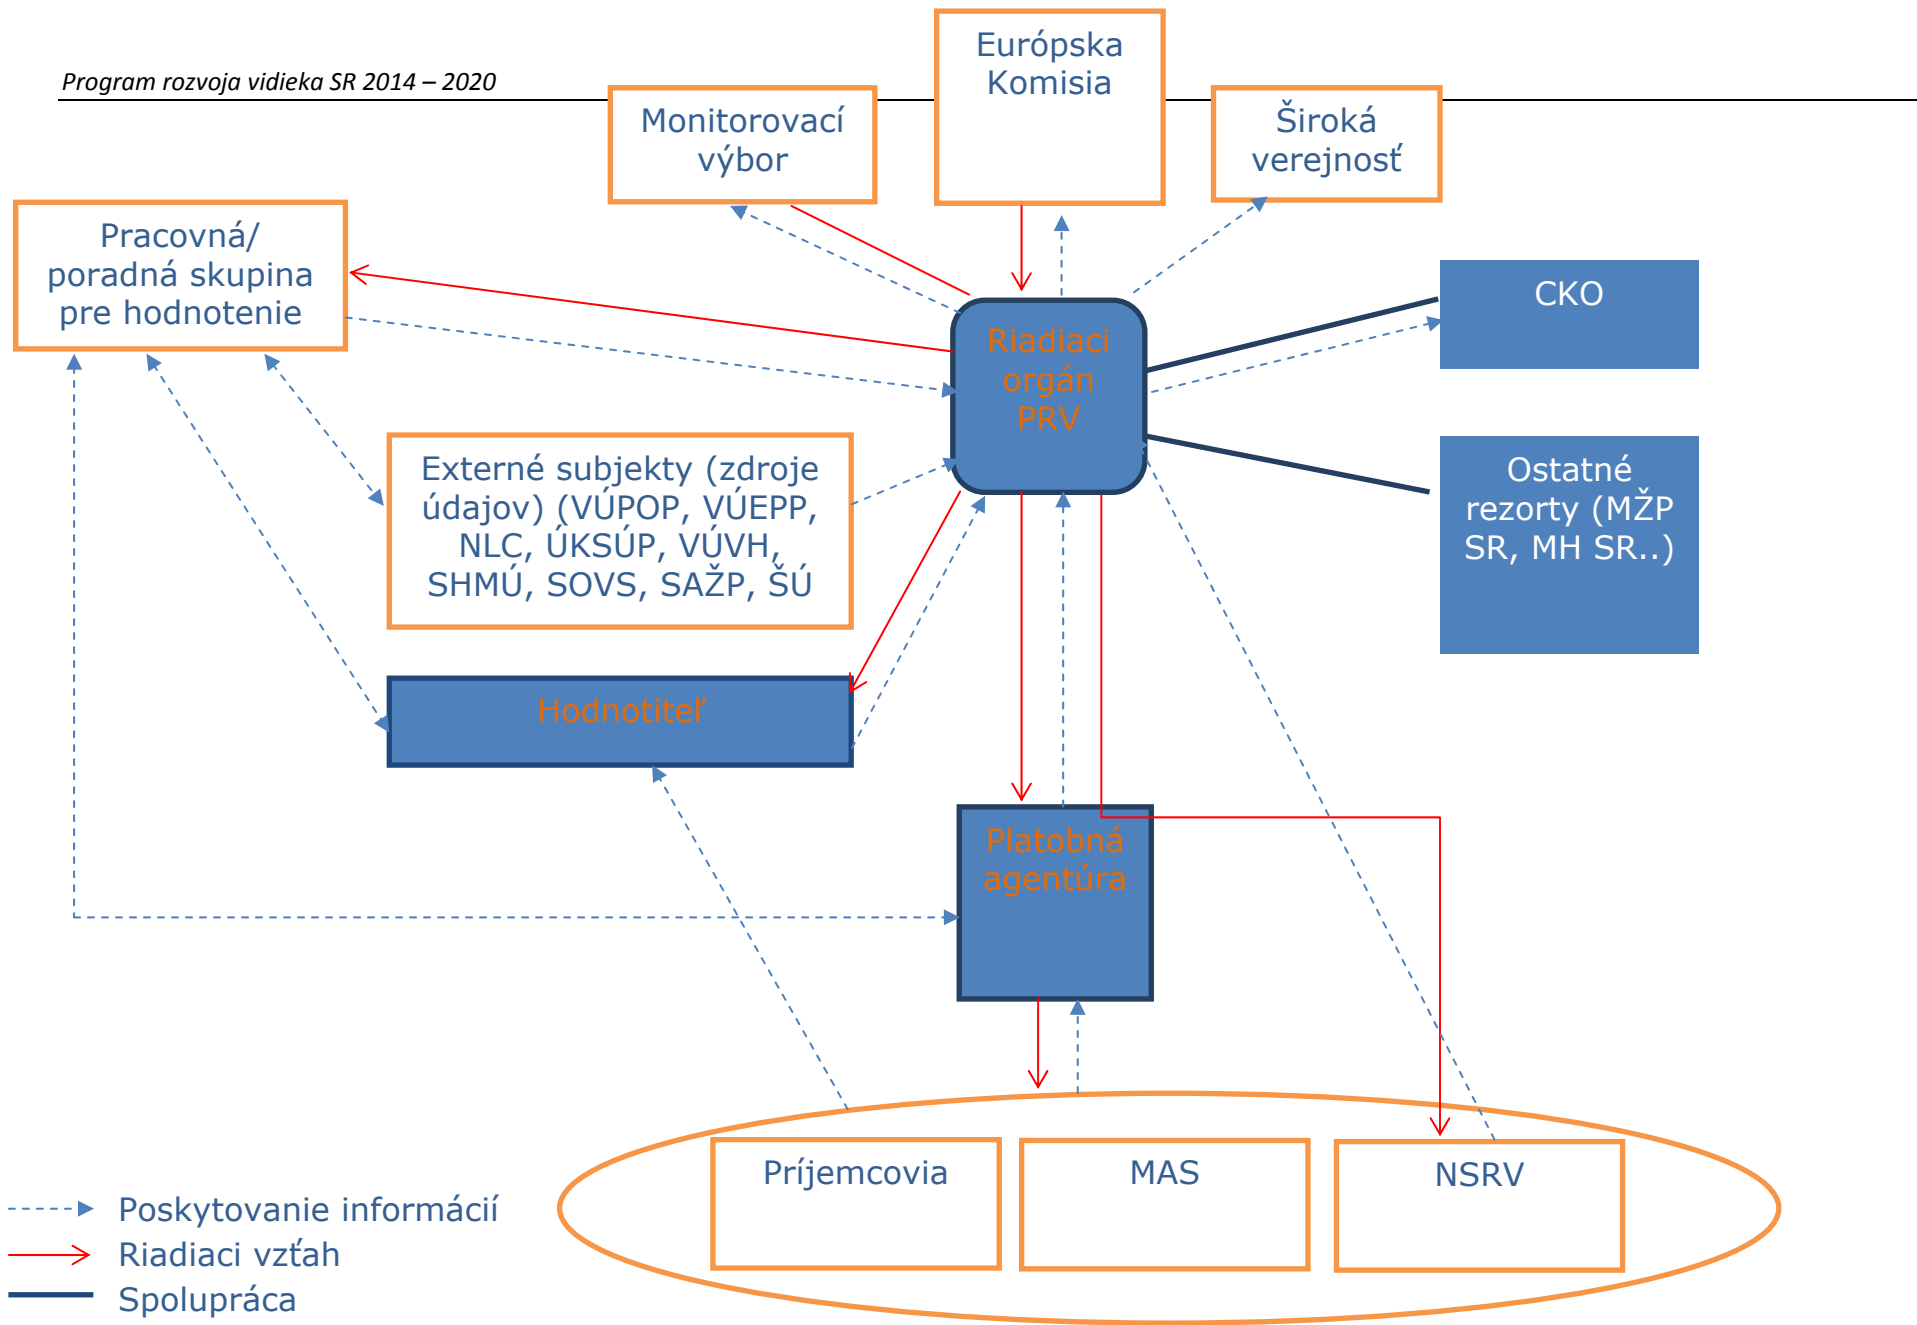 Program rozvoja vidieka SR 2014 – 2020
Európska
Komisia
Monitorovací
výbor
Široká
verejnosť
Pracovná/
poradná skupina
pre hodnotenie
CKO
Riadiaci
orgán
PRV
Externé subjekty (zdroje
údajov) (VÚPOP, VÚEPP,
NLC, ÚKSÚP, VÚVH,
SHMÚ, SOVS, SAŽP, ŠÚ
Ostatné
rezorty (MŽP
SR, MH SR..)
Hodnotiteľ
Platobná
agentúra
Príjemcovia
MAS
NSRV
Poskytovanie informácií
Riadiaci vzťah
Spolupráca